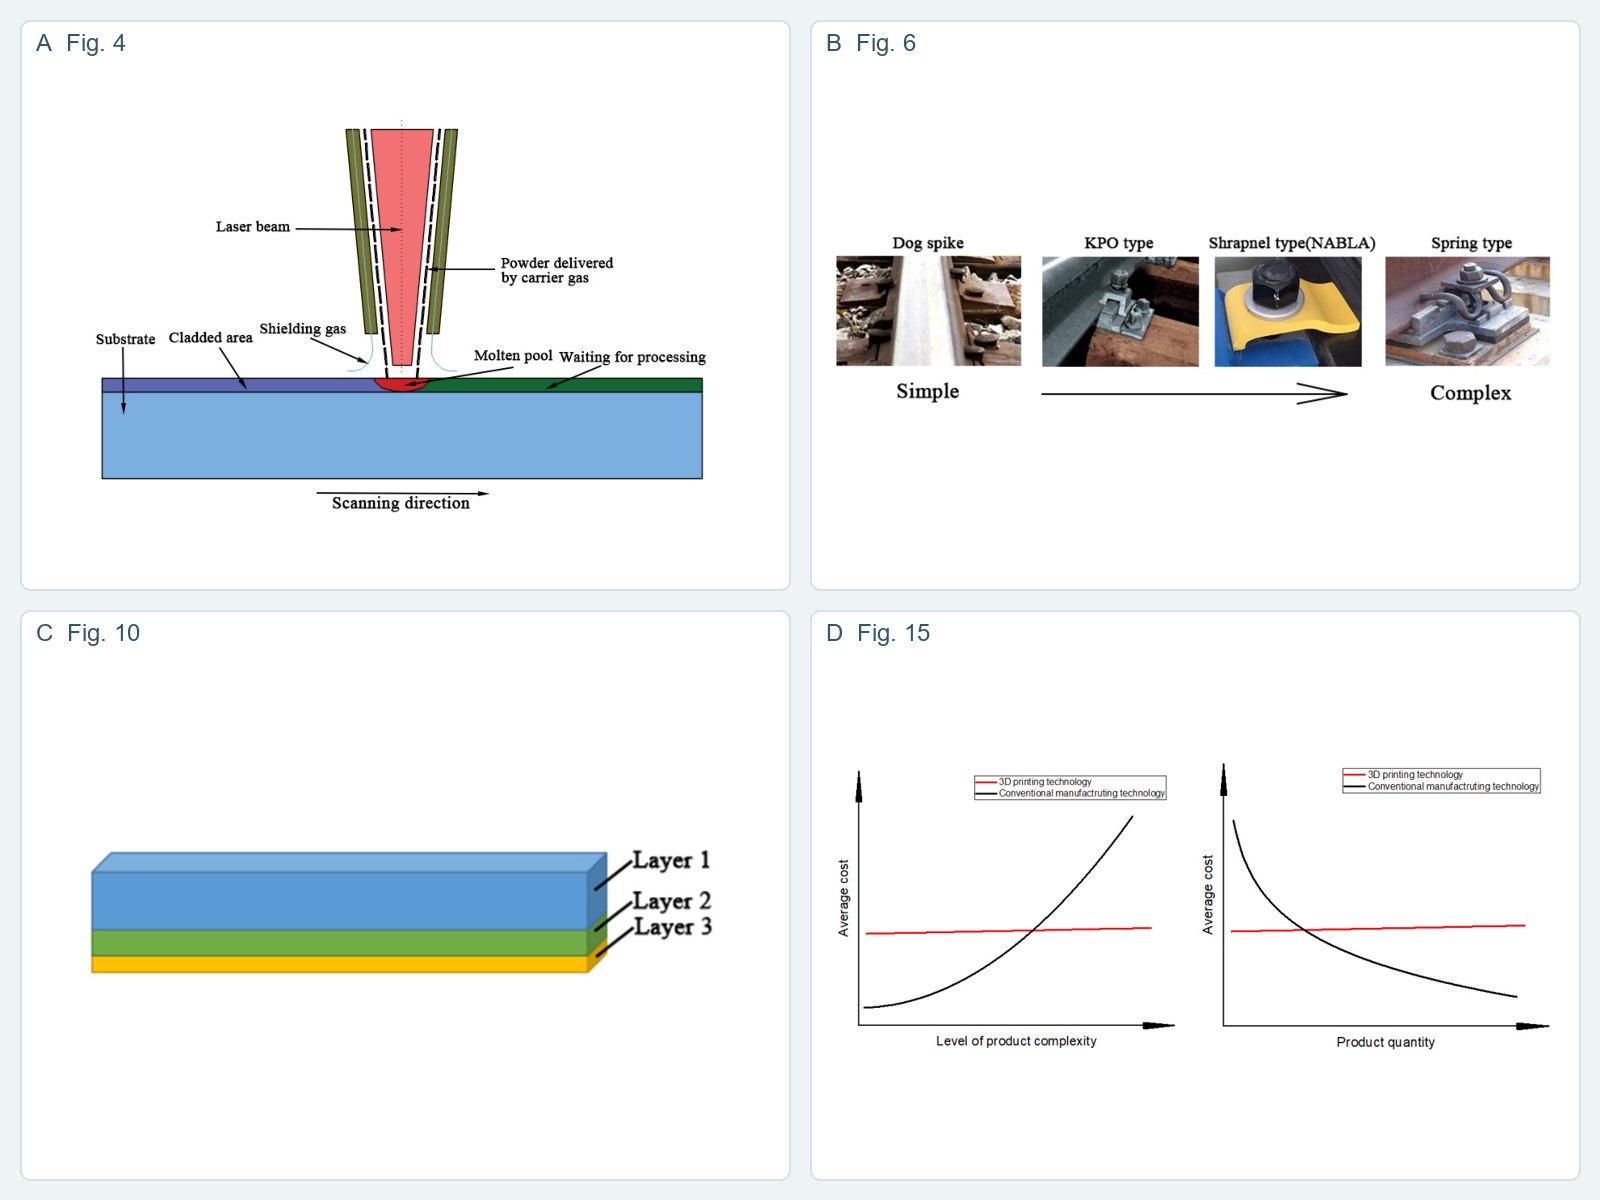 A Fig. 4
Laser beam
Powder delivered
by carrier gas
Substrate
Cladded area
Shielding gas
Molten pool
Waiting for processing
Scanning direction
B Fig. 6
Dog spike
KPO type
Shrapnel type(NABLA)
Spring type
Simple
Complex
C Fig. 10
Layer 1
Layer 2
Layer 3
D Fig. 15
3D printing technology
Conventional manufactruting technology
Average cost
Level of product complexity
3D printing technology
Conventional manufactruting technology
Average cost
Product quantity